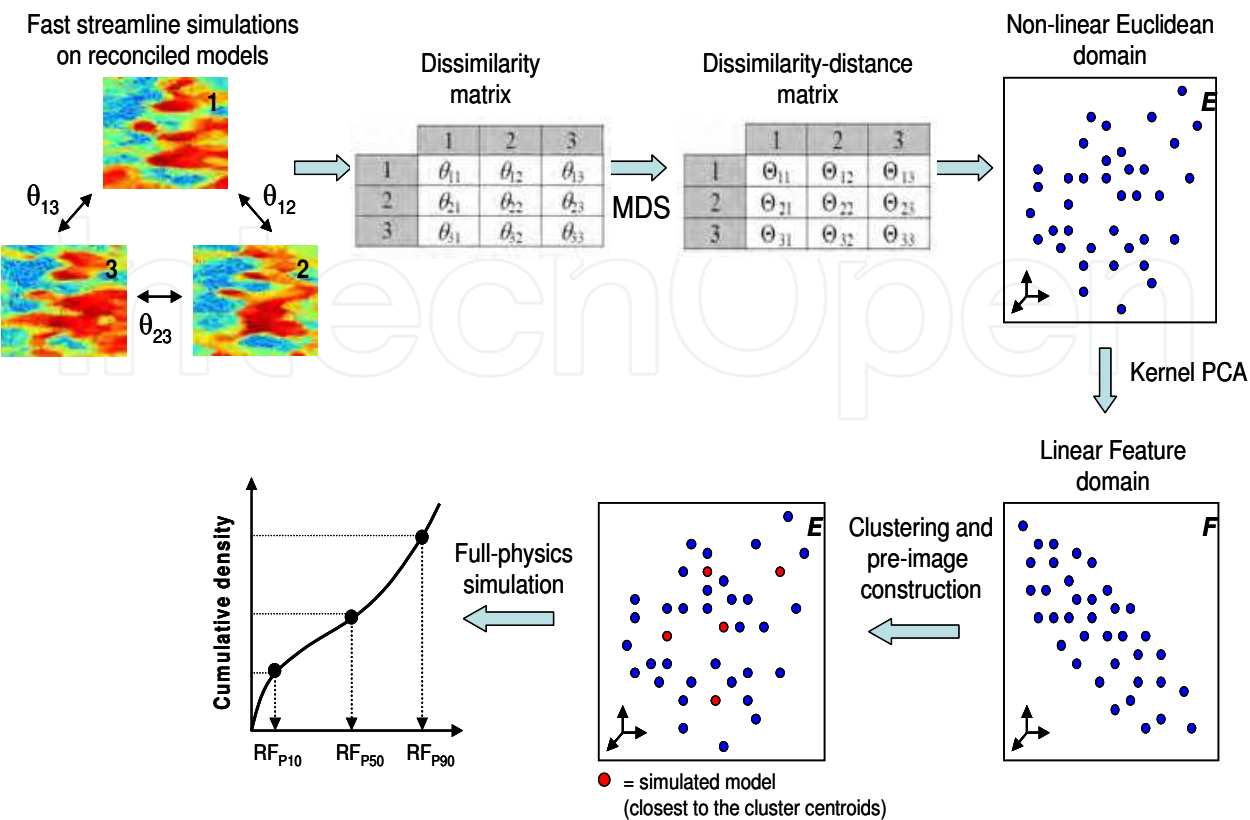 Fast streamline simulations
on reconciled models
1
θ13
θ12
3
2
θ23
Dissimilarity
matrix
1 2 3
1 θ11 θ12 θ13
2 θ21 θ22 θ23
3 θ31 θ32 θ33
MDS
Dissimilarity-distance
matrix
1 2 3
1 Θ11 Θ12 Θ13
2 Θ21 Θ22 Θ23
3 Θ31 Θ32 Θ33
Non-linear Euclidean
domain
E
Kernel PCA
Linear Feature
domain
F
Clustering and
pre-image
construction
E
= simulated model
(closest to the cluster centroids)
Full-physics
simulation
Cumulative density
RFP10 RFP50 RFP90
IntechOpen